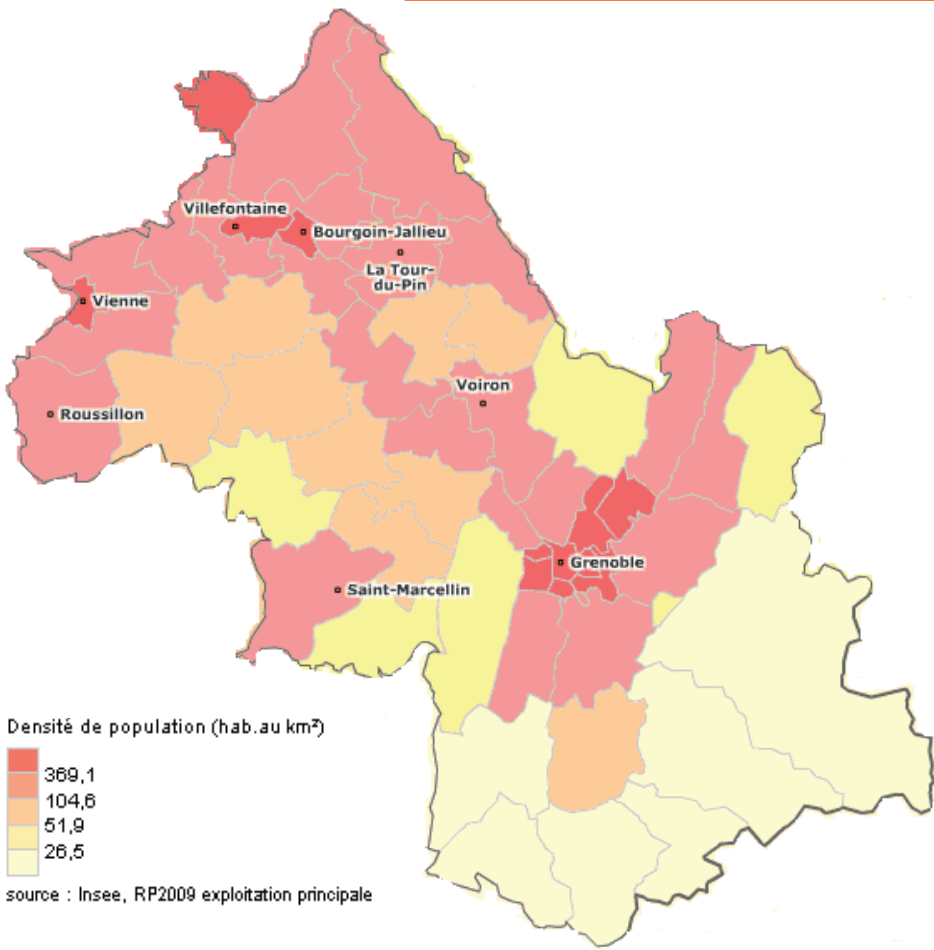 Villefontaine
Bourgoin-Jallieu
La Tour-
du-Pin
Vienne
Voiron
Roussillon
Grenoble
Saint-Marcellin
Densité de population (hab.au km²)
369,1
104,6
51,9
26,5
source : Insee, RP2009 exploitation principale